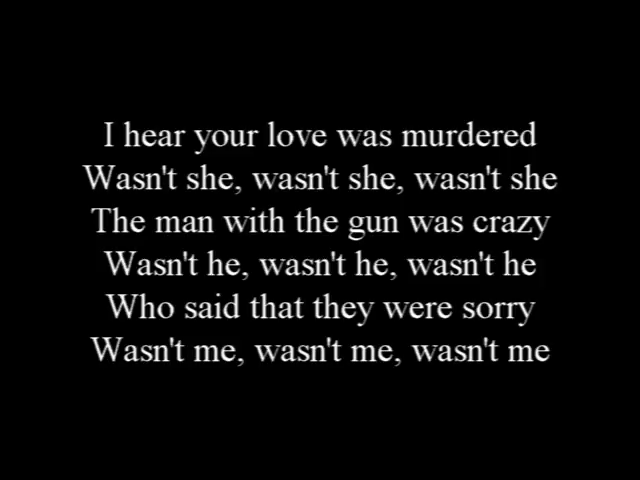 I hear your love was murdered
Wasn't she, wasn't she, wasn't she
The man with the gun was crazy
Wasn't he, wasn't he, wasn't he
Who said that they were sorry
Wasn't me, wasn't me, wasn't me